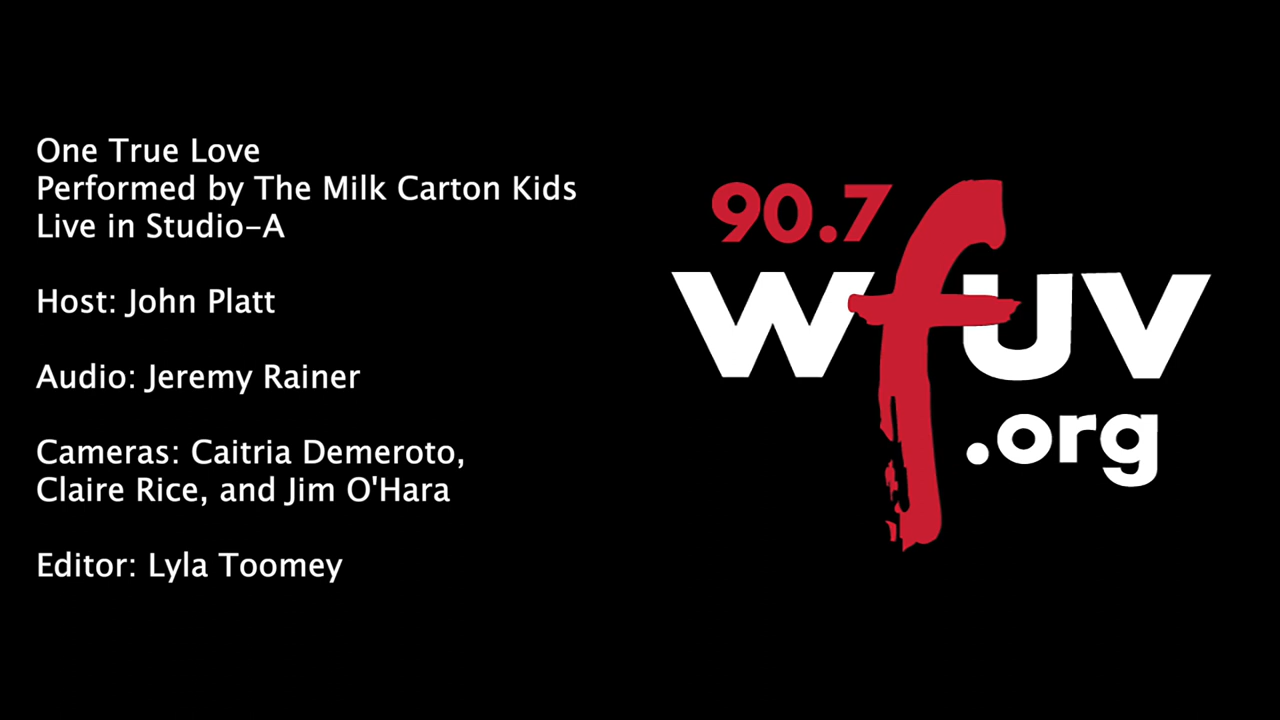 One True Love
Performed by The Milk Carton Kids
Live in Studio-A
Host: John Platt
Audio: Jeremy Rainer
Cameras: Caitria Demeroto,
Claire Rice, and Jim O'Hara
Editor: Lyla Toomey
90.7
wfuv
.org